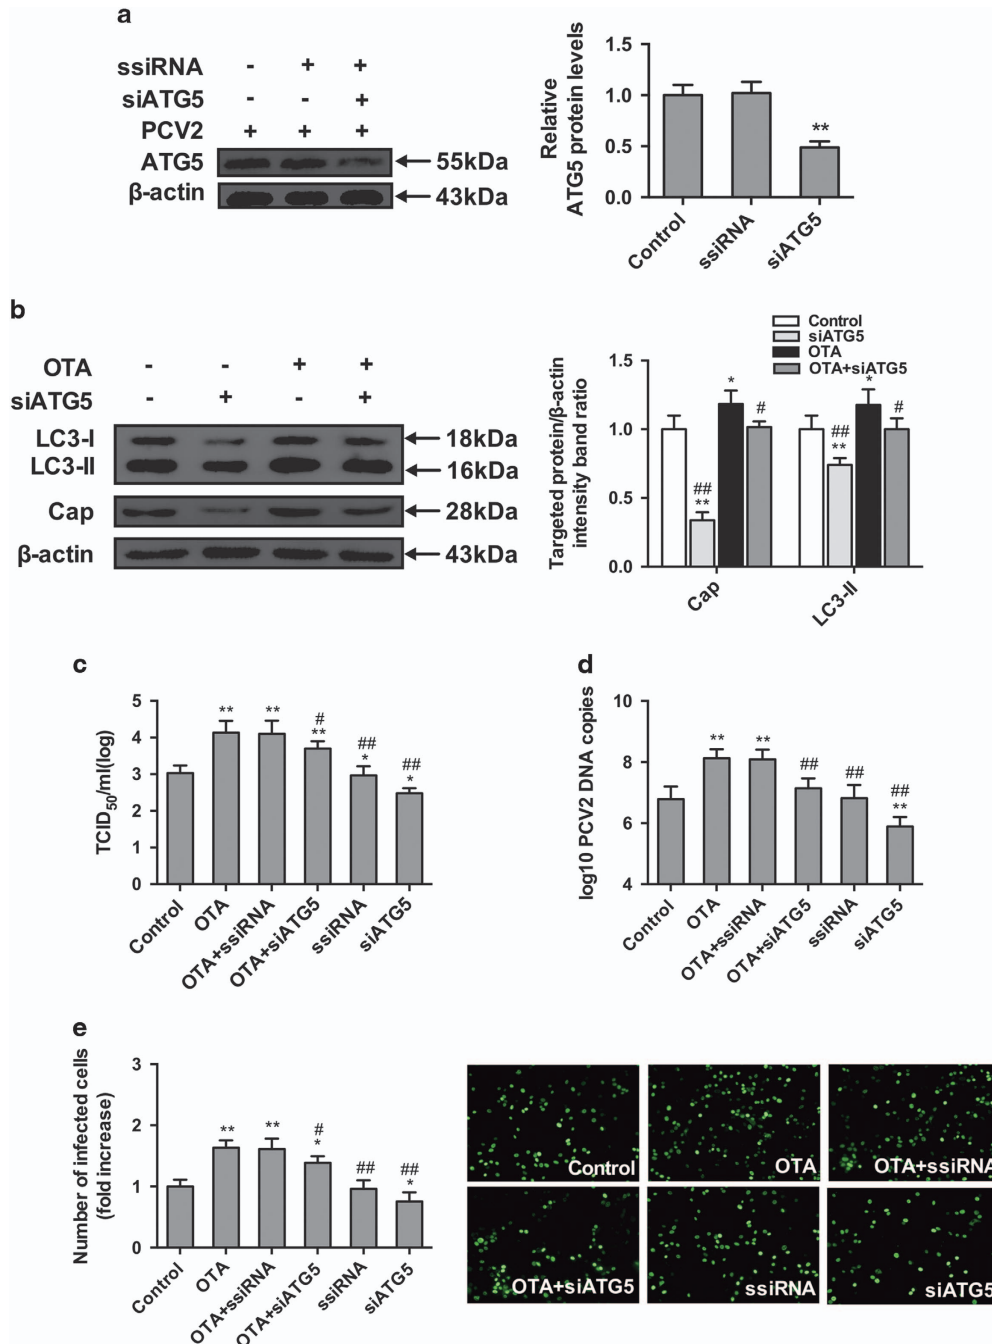 a
ssiRNA - + +
siATG5 - - +
PCV2 + + +
ATG5 55kDa
β-actin 43kDa
Relative
ATG5 protein levels
1.5
1.0
0.5
0.0
**
Control ssiRNA siATG5
b
OTA - - + +
siATG5 - + - +
LC3-I 18kDa
LC3-II 16kDa
Cap 28kDa
β-actin 43kDa
Control
siATG5
OTA
OTA+siATG5
Targeted protein/β-actin
intensity band ratio
1.5
1.0
0.5
0.0
## ** * # ## ** * #
Cap LC3-II
c
TCID50/ml(log)
5
4
3
2
1
0
** ** # ** ## * ## *
Control OTA OTA+ssiRNA OTA+siATG5 ssiRNA siATG5
d
log10 PCV2 DNA copies
10
8
6
4
** ** ## ## ## **
Control OTA OTA+ssiRNA OTA+siATG5 ssiRNA siATG5
e
Number of infected cells
(fold increase)
3
2
1
0
** ** # * ## ## *
Control OTA OTA+ssiRNA OTA+siATG5 ssiRNA siATG5
Control OTA OTA+ssiRNA
OTA+siATG5 ssiRNA siATG5